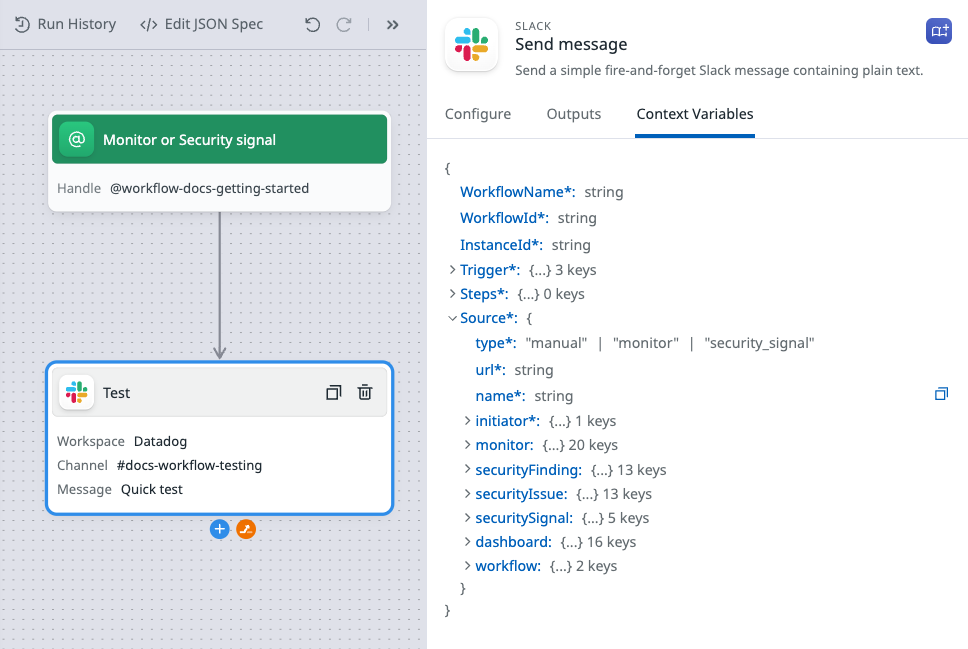 Run History </> Edit JSON Spec
Monitor or Security signal
Handle @workflow-docs-getting-started
Test
Workspace Datadog
Channel #docs-workflow-testing
Message Quick test
SLACK
Send message
Send a simple fire-and-forget Slack message containing plain text.
Configure Outputs Context Variables
{
WorkflowName*: string
WorkflowId*: string
InstanceId*: string
Trigger*: {...} 3 keys
Steps*: {...} 0 keys
Source*: {
type*: "manual" | "monitor" | "security_signal"
url*: string
name*: string
initiator*: {...} 1 keys
monitor: {...} 20 keys
securityFinding: {...} 13 keys
securityIssue: {...} 13 keys
securitySignal: {...} 5 keys
dashboard: {...} 16 keys
workflow: {...} 2 keys
}
}